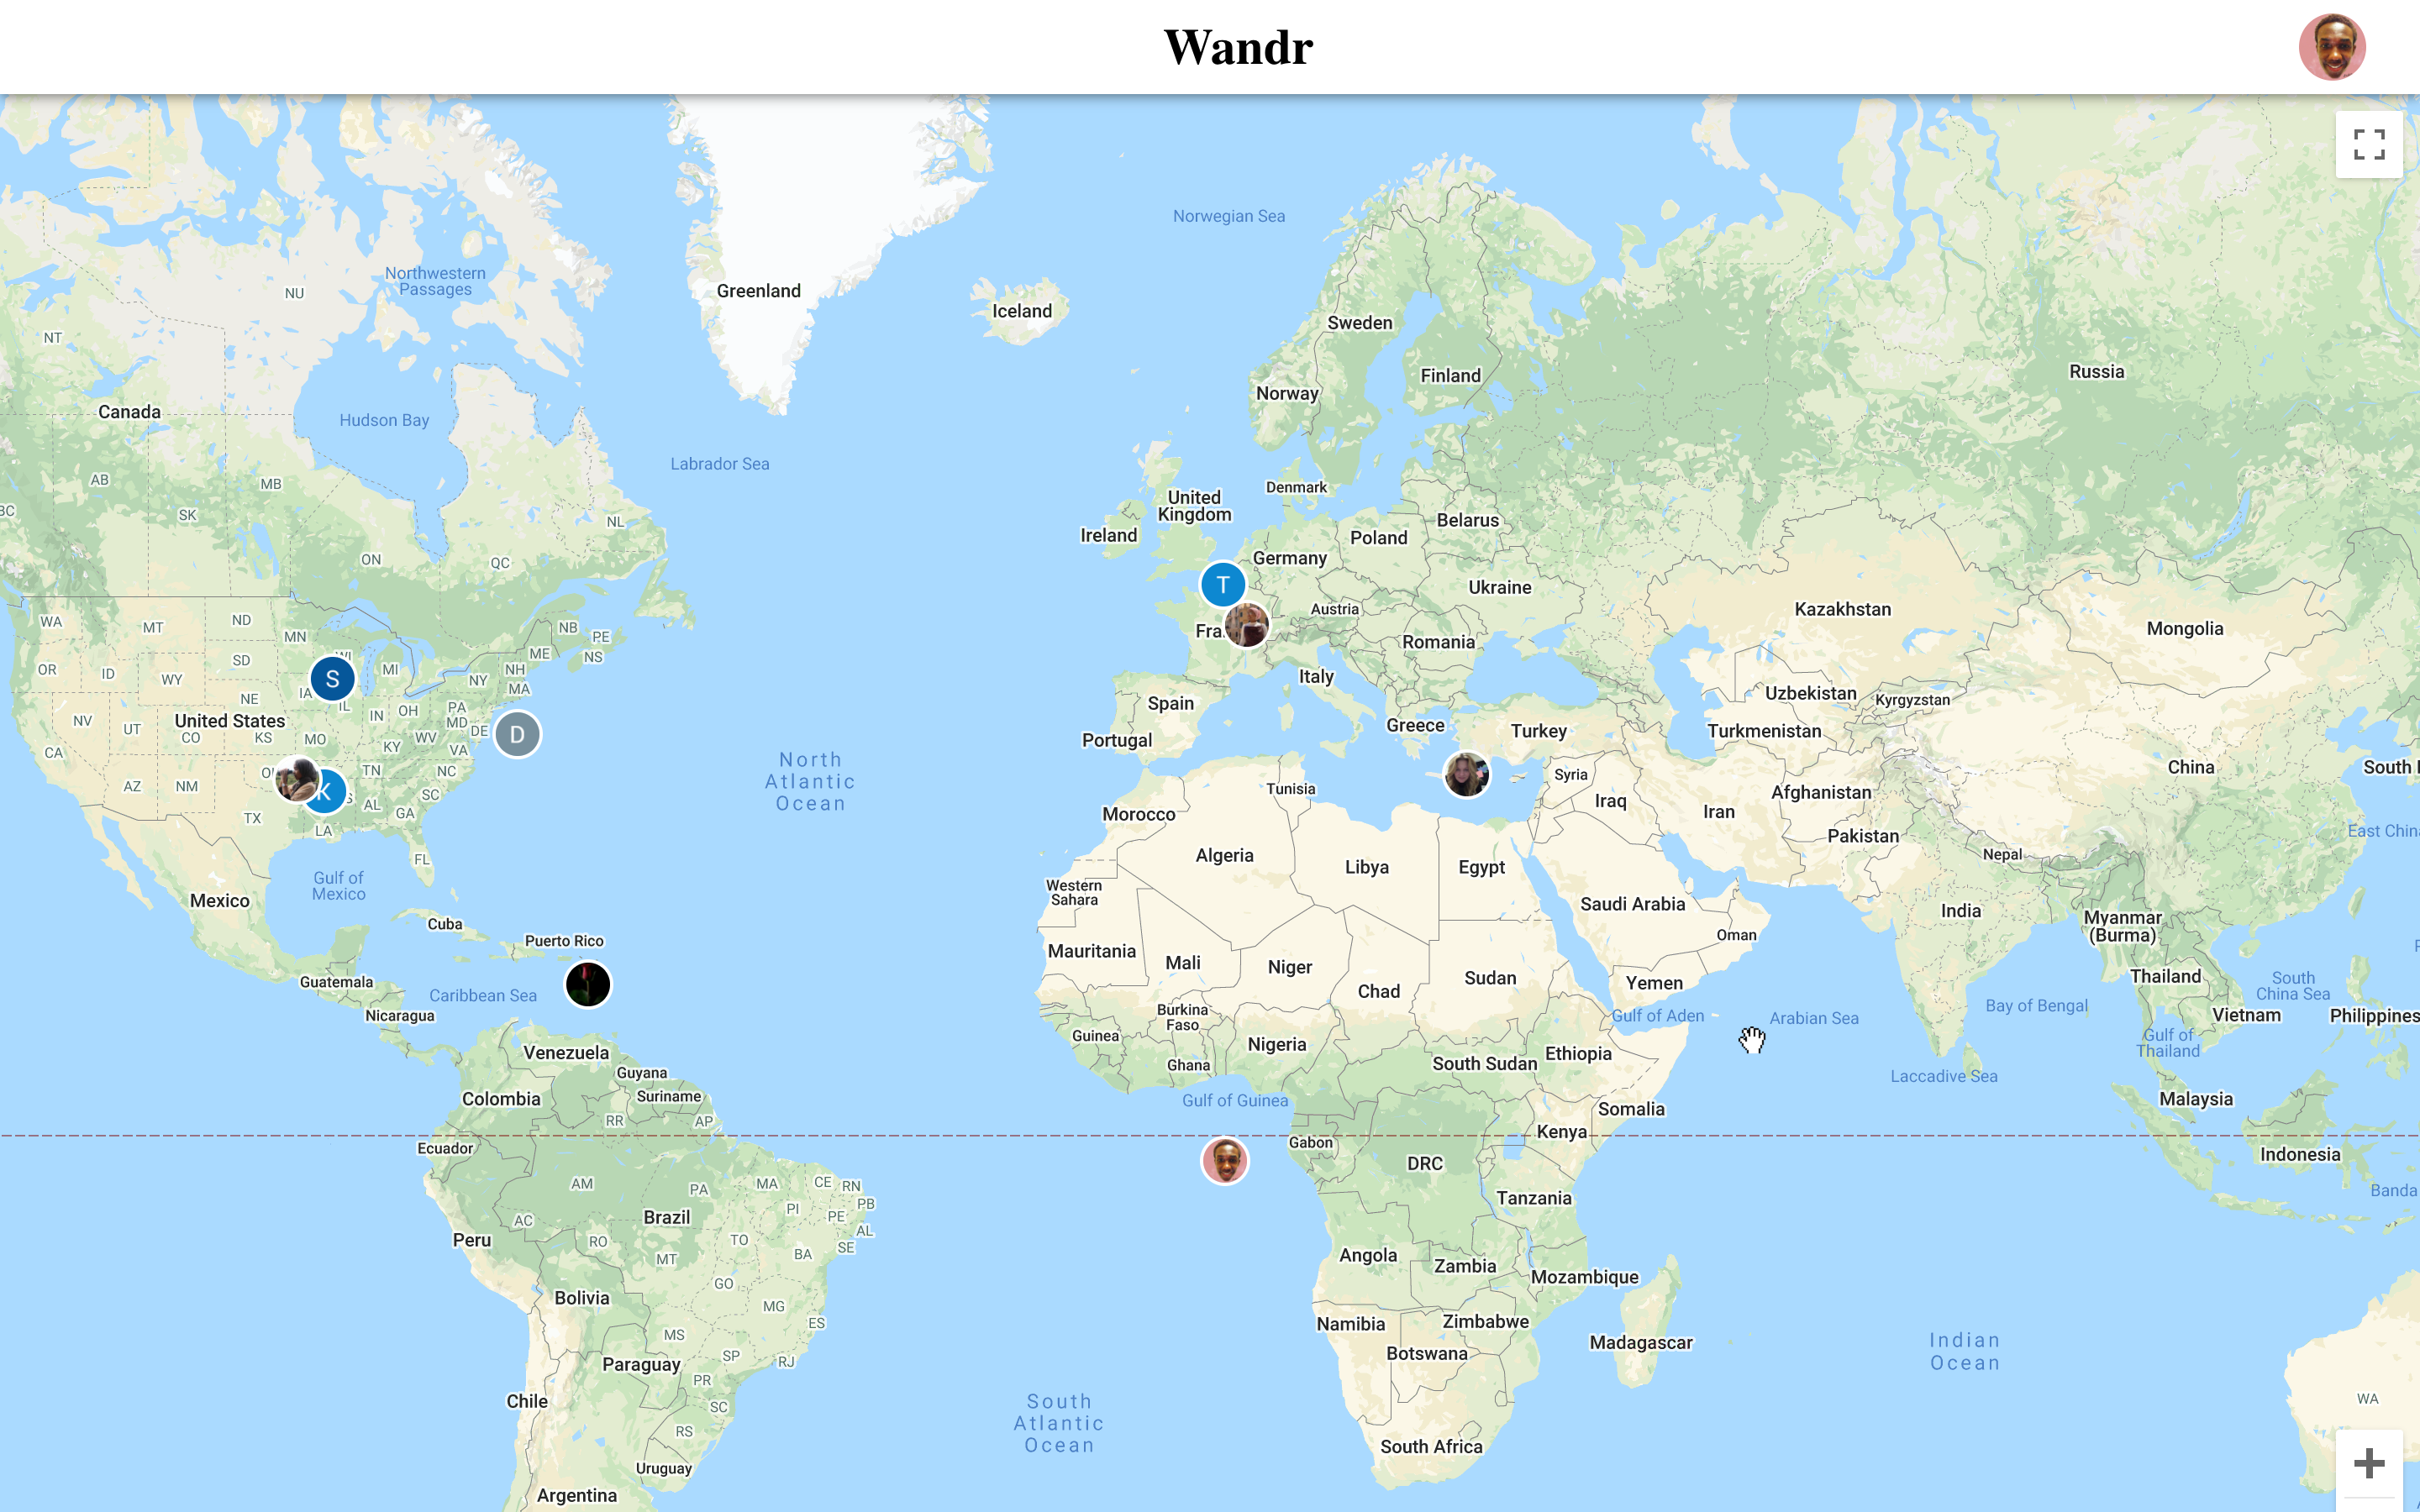 Wandr
Norwegian Sea
Northwestern
Passages
NU
Greenland
Iceland
NT
Sweden
Russia
Finland
Norway
Canada
Hudson Bay
Labrador Sea
AB
MB
SK
NL
BC
Denmark
United
Kingdom
Ireland
Belarus
Poland
Germany
ON
QC
T
Ukraine
Austria
Kazakhstan
Mongolia
WA
MT
ND
MN
NB
PE
NS
ME
Romania
OR
ID
WY
SD
WI
MI
NH
MA
NY
S
IA
Italy
Spain
Uzbekistan
Kyrgyzstan
NE
IL
IN
OH
PA
MD
DE
NV
UT
United States
CO
KS
MO
KY
WV
VA
D
Portugal
Greece
Turkey
Turkmenistan
CA
North
Atlantic
Ocean
AZ
NM
TN
NC
K
AL
SC
GA
TX
LA
FL
Tunisia
Syria
Iraq
Iran
Afghanistan
Pakistan
China
South
East China
Morocco
Algeria
Libya
Egypt
Nepal
Gulf of
Mexico
Mexico
Western
Sahara
Saudi Arabia
India
Myanmar
(Burma)
Cuba
Puerto Rico
Oman
Mauritania
Mali
Niger
Chad
Sudan
Yemen
Thailand
South
China Sea
Guatemala
Caribbean Sea
Nicaragua
Burkina
Faso
Guinea
Nigeria
Ghana
Gulf of Aden
Arabian Sea
Bay of Bengal
Vietnam
Philippines
Gulf of
Thailand
Venezuela
Guyana
Suriname
Colombia
South Sudan
Ethiopia
Laccadive Sea
Malaysia
Gulf of Guinea
Somalia
RR
AP
Ecuador
Gabon
Kenya
DRC
Indonesia
AM
PA
MA
CE
RN
PB
PI
PE
AL
SE
Banda
Tanzania
AC
Brazil
Peru
RO
MT
TO
BA
Angola
Zambia
Mozambique
GO
Bolivia
MG
ES
MS
Namibia
Zimbabwe
Botswana
Madagascar
Indian
Ocean
Paraguay
SP
RJ
PR
SC
Chile
South
Atlantic
Ocean
WA
RS
Uruguay
South Africa
Argentina